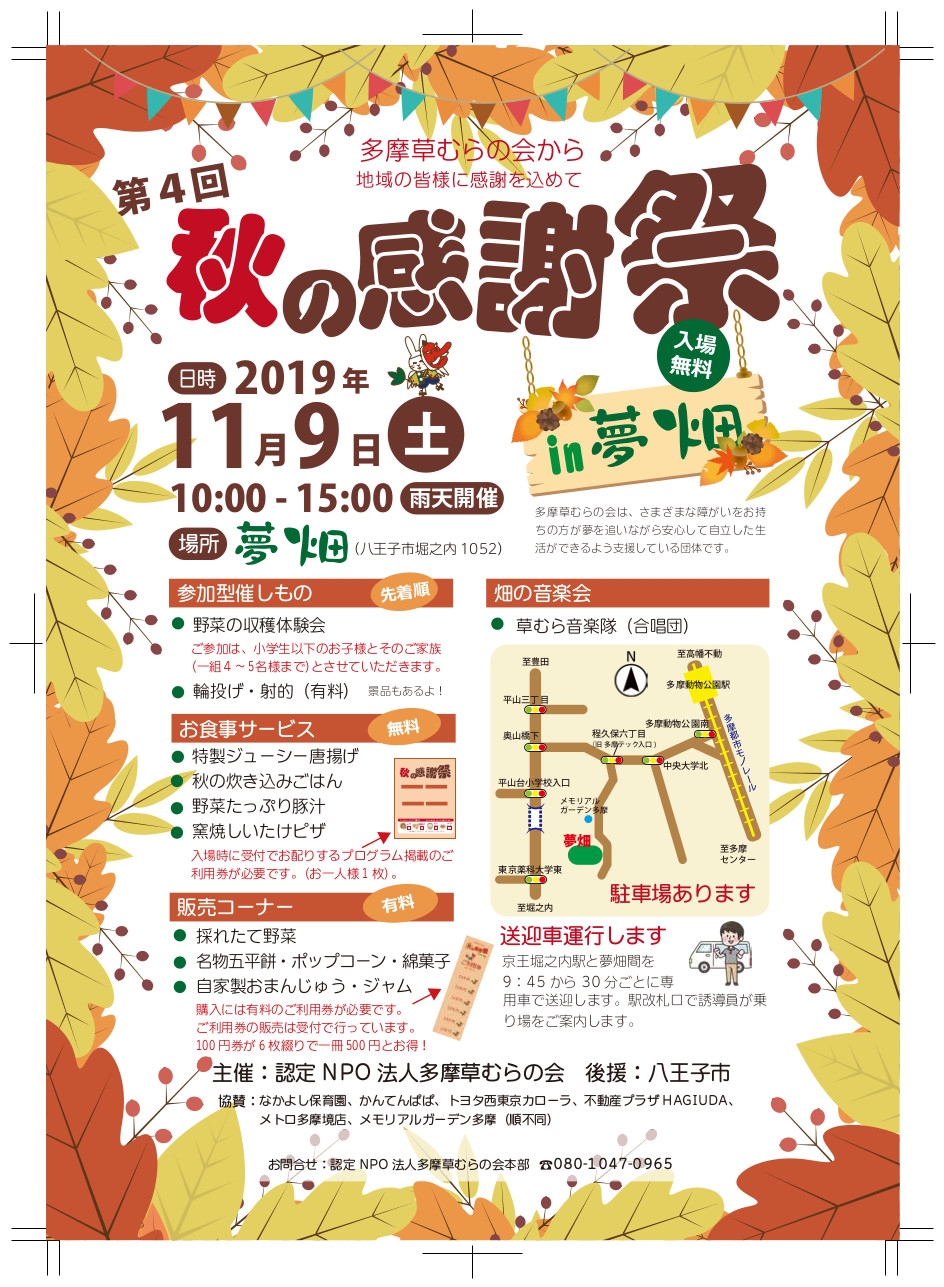 多摩草むらの会から
地域の皆様に感謝を込めて
第4回
秋の感謝祭
入場
無料
in夢畑
日時 2019年
11月9日土
10:00 - 15:00 雨天開催
場所 夢畑 (八王子市堀之内 1052)
多摩草むらの会は、さまざまな障がいをお持
ちの方が夢を追いながら安心して自立した生
活ができるよう支援している団体です。
参加型催しもの 先着順
野菜の収穫体験会
ご参加は、小学生以下のお子様とそのご家族
(一組4～5名様まで)とさせていただきます。
輪投げ・射的（有料） 景品もあるよ！
お食事サービス 無料
特製ジューシー唐揚げ
秋の炊き込みごはん
野菜たっぷり豚汁
窯焼しいたけピザ
秋の感謝祭
入場時に受付でお配りするプログラム掲載のご
利用券が必要です。（お一人様1枚）。
販売コーナー 有料
採れたて野菜
名物五平餅・ポップコーン・綿菓子
自家製おまんじゅう・ジャム
購入には有料のご利用券が必要です。
ご利用券の販売は受付で行っています。
100円券が6枚綴りで一冊500円とお得！
畑の音楽会
草むら音楽隊（合唱団）
至豊田
N
至高幡不動
多摩動物公園駅
平山三丁目
多摩動物公園南
多摩都市モノレール
奥山橋下
程久保六丁目
(旧多摩テック入口)
中央大学北
平山台小学校入口
メモリアル
ガーデン多摩
夢畑
至多摩
センター
東京薬科大学東
駐車場あります
至堀之内
送迎車運行します
京王堀之内駅と夢畑間を
9：45から30分ごとに専
用車で送迎します。駅改札口で誘導員が乗
り場をご案内します。
主催：認定NPO法人多摩草むらの会　後援：八王子市
協賛：なかよし保育園、かんてんぱぱ、トヨタ西東京カローラ、不動産プラザHAGIUDA、
メトロ多摩境店、メモリアルガーデン多摩（順不同）
お問合せ：認定NPO法人多摩草むらの会本部 ☎080-1047-0965